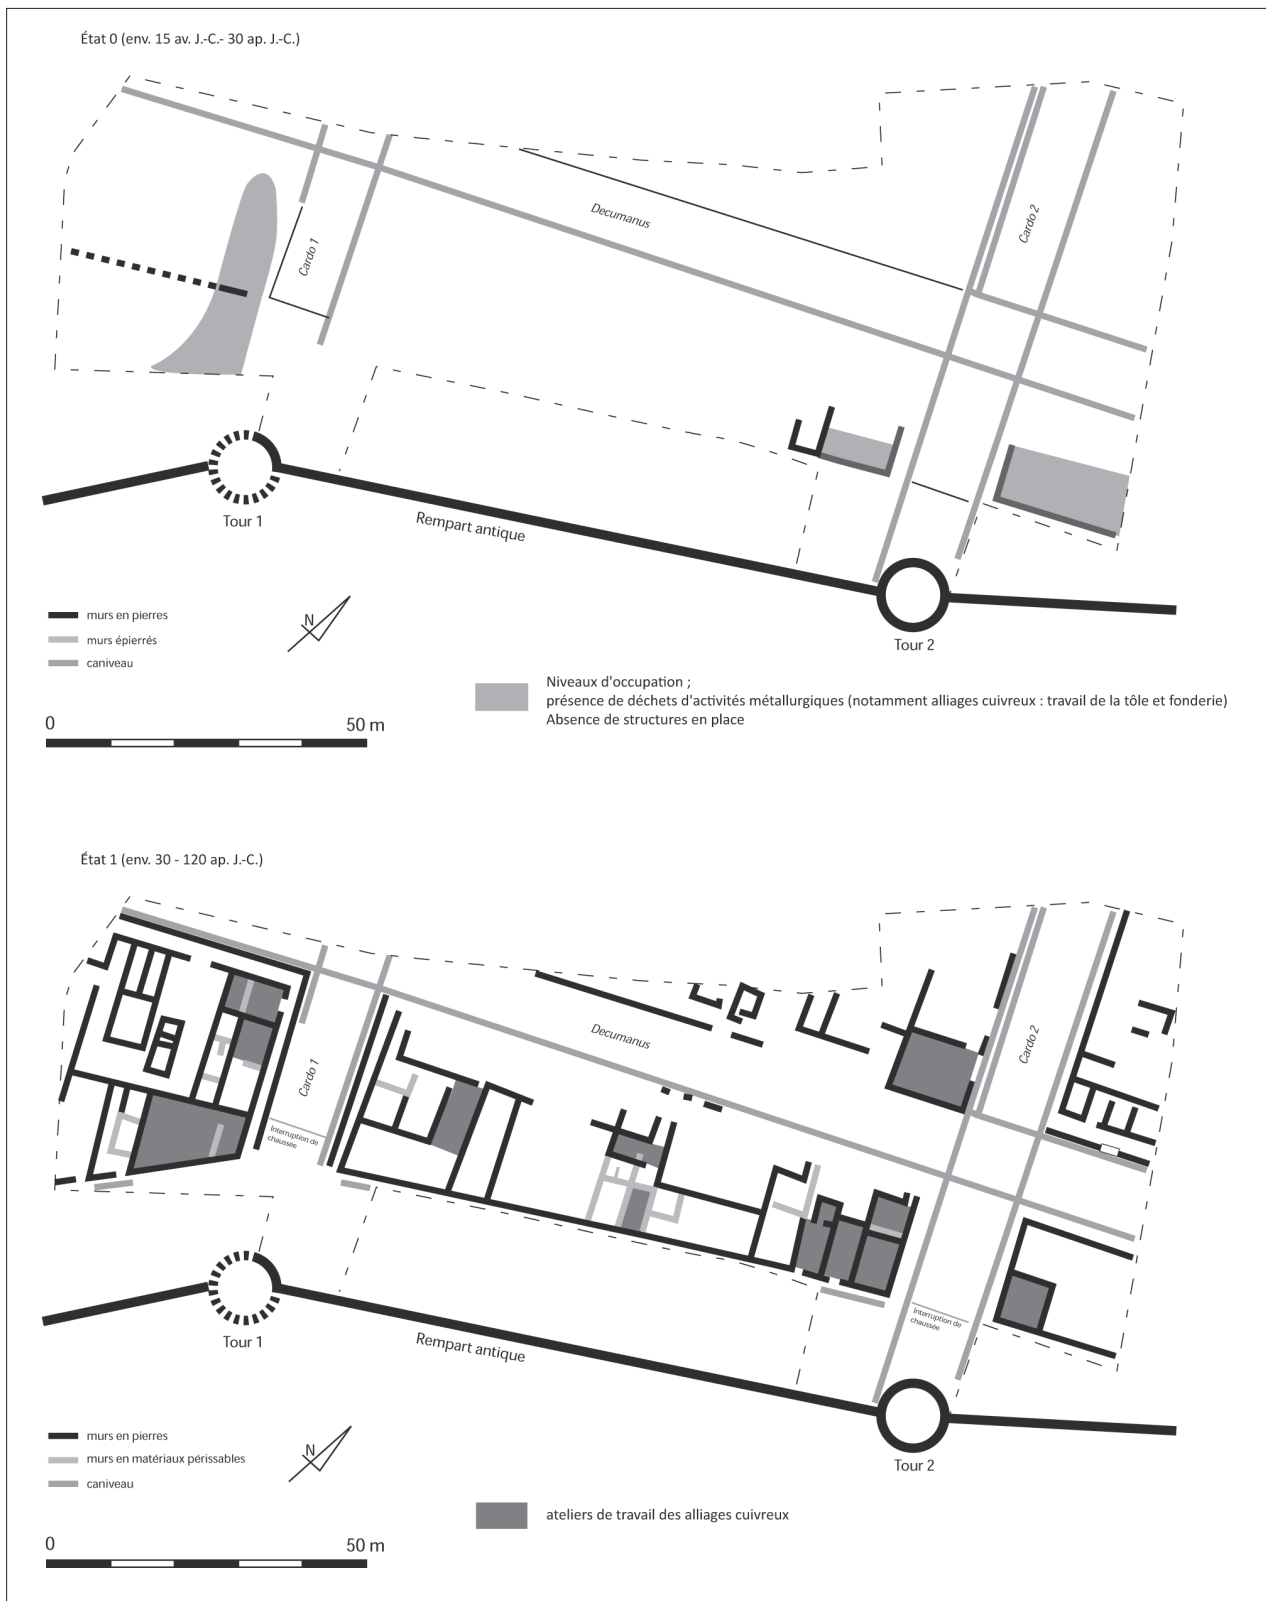 État 0 (env. 15 av. J.-C.- 30 ap. J.-C.)
Decumanus
Cardo 2
Cardo 1
Tour 1
Rempart antique
Tour 2
N
murs en pierres
murs épierrés
caniveau
Niveaux d'occupation ;
présence de déchets d'activités métallurgiques (notamment alliages cuivreux : travail de la tôle et fonderie)
Absence de structures en place
0 50 m
État 1 (env. 30 - 120 ap. J.-C.)
Decumanus
Cardo 2
Cardo 1
Interruption de
chaussée
Interruption de
chaussée
Tour 1
Rempart antique
Tour 2
N
murs en pierres
murs en matériaux périssables
caniveau
ateliers de travail des alliages cuivreux
0 50 m